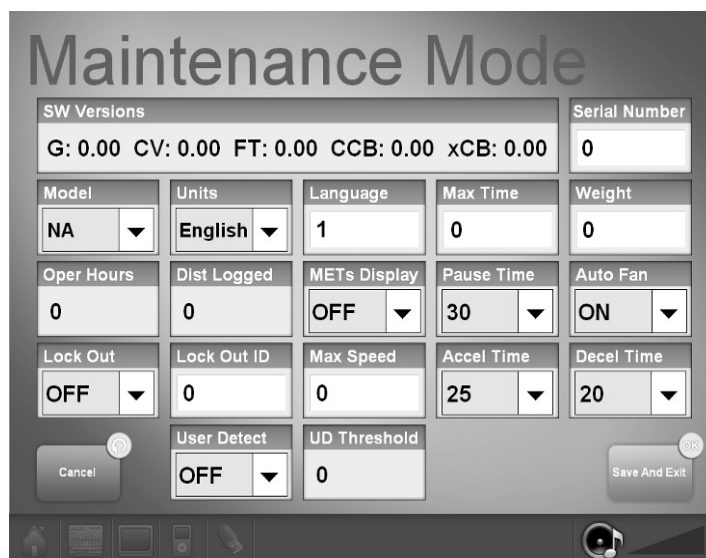 Maintenance Mode
SW Versions Serial Number
G: 0.00 CV: 0.00 FT: 0.00 CCB: 0.00 xCB: 0.00 0
Model Units Language Max Time Weight
NA English 1 0 0
Oper Hours Dist Logged METs Display Pause Time Auto Fan
0 0 OFF 30 ON
Lock Out Lock Out ID Max Speed Accel Time Decel Time
OFF 0 0 25 20
User Detect UD Threshold
OK
Cancel OFF 0 Save And Exit